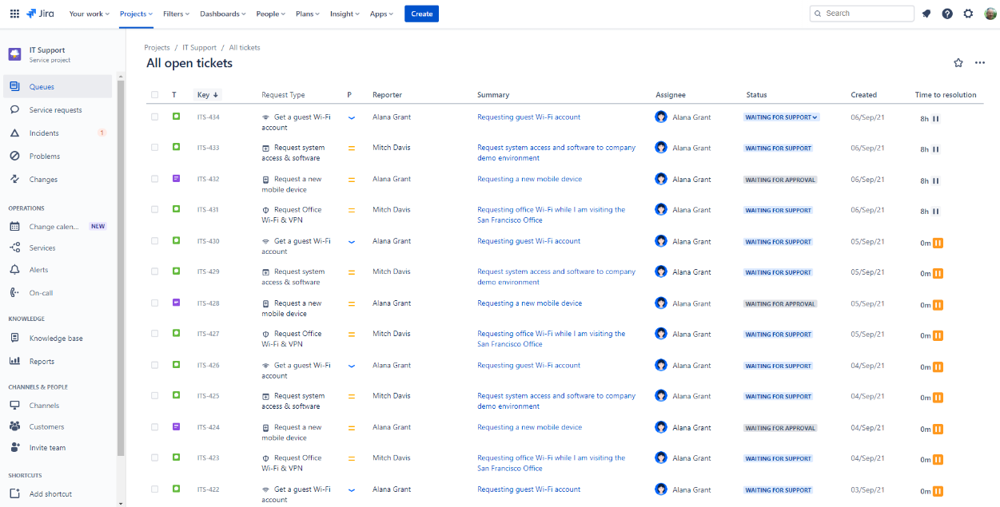 Jira Your work Projects Filters Dashboards People Plans Insight Apps Create Search
IT Support
Service project
Queues
Service requests
Incidents 1
Problems
Changes
OPERATIONS
Change calen... NEW
Services
Alerts
On-call
KNOWLEDGE
Knowledge base
Reports
CHANNELS & PEOPLE
Channels
Customers
Invite team
SHORTCUTS
Add shortcut
Projects / IT Support / All tickets
All open tickets
T Key Request Type P Reporter Summary Assignee Status Created Time to resolution
ITS-434 Get a guest Wi-Fi Alana Grant Requesting guest Wi-Fi account Alana Grant WAITING FOR SUPPORT 06/Sep/21 8h
account
ITS-433 Request system Mitch Davis Request system access and software to company Alana Grant WAITING FOR SUPPORT 06/Sep/21 8h
access & software demo environment
ITS-432 Request a new Alana Grant Requesting a new mobile device Alana Grant WAITING FOR APPROVAL 06/Sep/21 8h
mobile device
ITS-431 Request Office Mitch Davis Requesting office Wi-Fi while I am visiting the Alana Grant WAITING FOR SUPPORT 06/Sep/21 8h
Wi-Fi & VPN San Francisco Office
ITS-430 Get a guest Wi-Fi Alana Grant Requesting guest Wi-Fi account Alana Grant WAITING FOR SUPPORT 05/Sep/21 0m
account
ITS-429 Request system Mitch Davis Request system access and software to company Alana Grant WAITING FOR SUPPORT 05/Sep/21 0m
access & software demo environment
ITS-428 Request a new Alana Grant Requesting a new mobile device Alana Grant WAITING FOR APPROVAL 05/Sep/21 0m
mobile device
ITS-427 Request Office Mitch Davis Requesting office Wi-Fi while I am visiting the Alana Grant WAITING FOR SUPPORT 05/Sep/21 0m
Wi-Fi & VPN San Francisco Office
ITS-426 Get a guest Wi-Fi Alana Grant Requesting guest Wi-Fi account Alana Grant WAITING FOR SUPPORT 04/Sep/21 0m
account
ITS-425 Request system Mitch Davis Request system access and software to company Alana Grant WAITING FOR SUPPORT 04/Sep/21 0m
access & software demo environment
ITS-424 Request a new Alana Grant Requesting a new mobile device Alana Grant WAITING FOR APPROVAL 04/Sep/21 0m
mobile device
ITS-423 Request Office Mitch Davis Requesting office Wi-Fi while I am visiting the Alana Grant WAITING FOR SUPPORT 04/Sep/21 0m
Wi-Fi & VPN San Francisco Office
ITS-422 Get a guest Wi-Fi Alana Grant Requesting guest Wi-Fi account Alana Grant WAITING FOR SUPPORT 03/Sep/21 0m
account